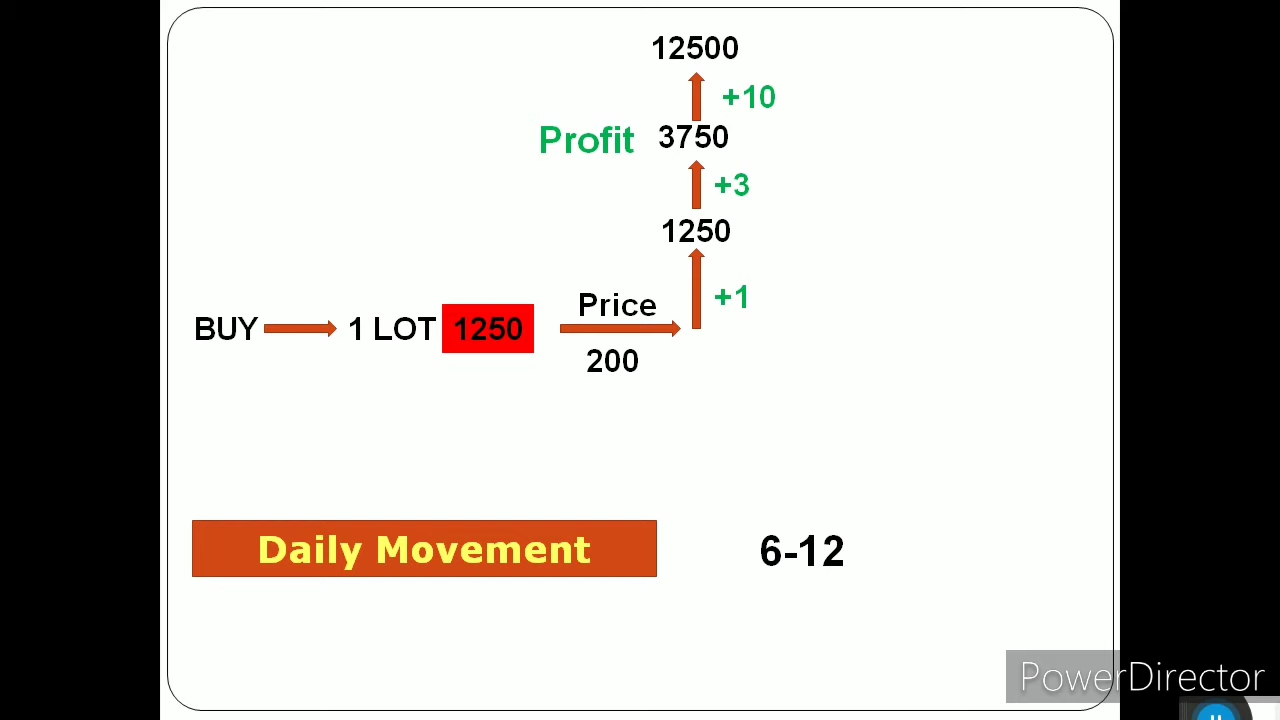 12500
+10
Profit 3750
+3
1250
+1
BUY 1 LOT 1250 Price
200
Daily Movement 6-12
PowerDirector